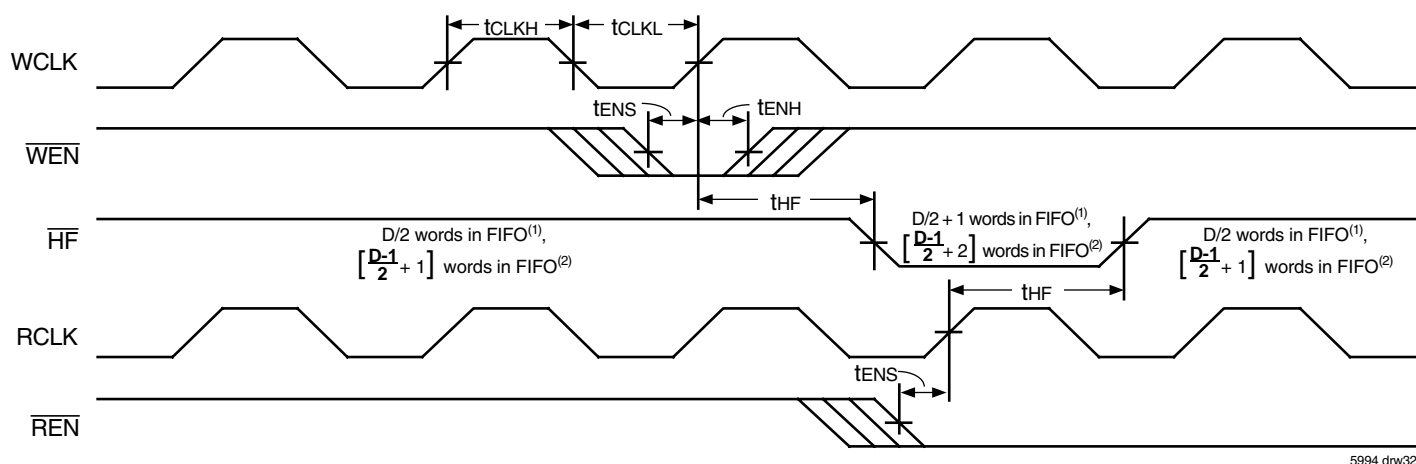 tCLKH
tCLKL
WCLK
tENS
tENH
WEN
tHF
HF
D/2 words in FIFO(1),
[D-1/2 + 1] words in FIFO(2)
D/2 + 1 words in FIFO(1),
[D-1/2 + 2] words in FIFO(2)
D/2 words in FIFO(1),
[D-1/2 + 1] words in FIFO(2)
tHF
RCLK
tENS
REN
5994 drw32